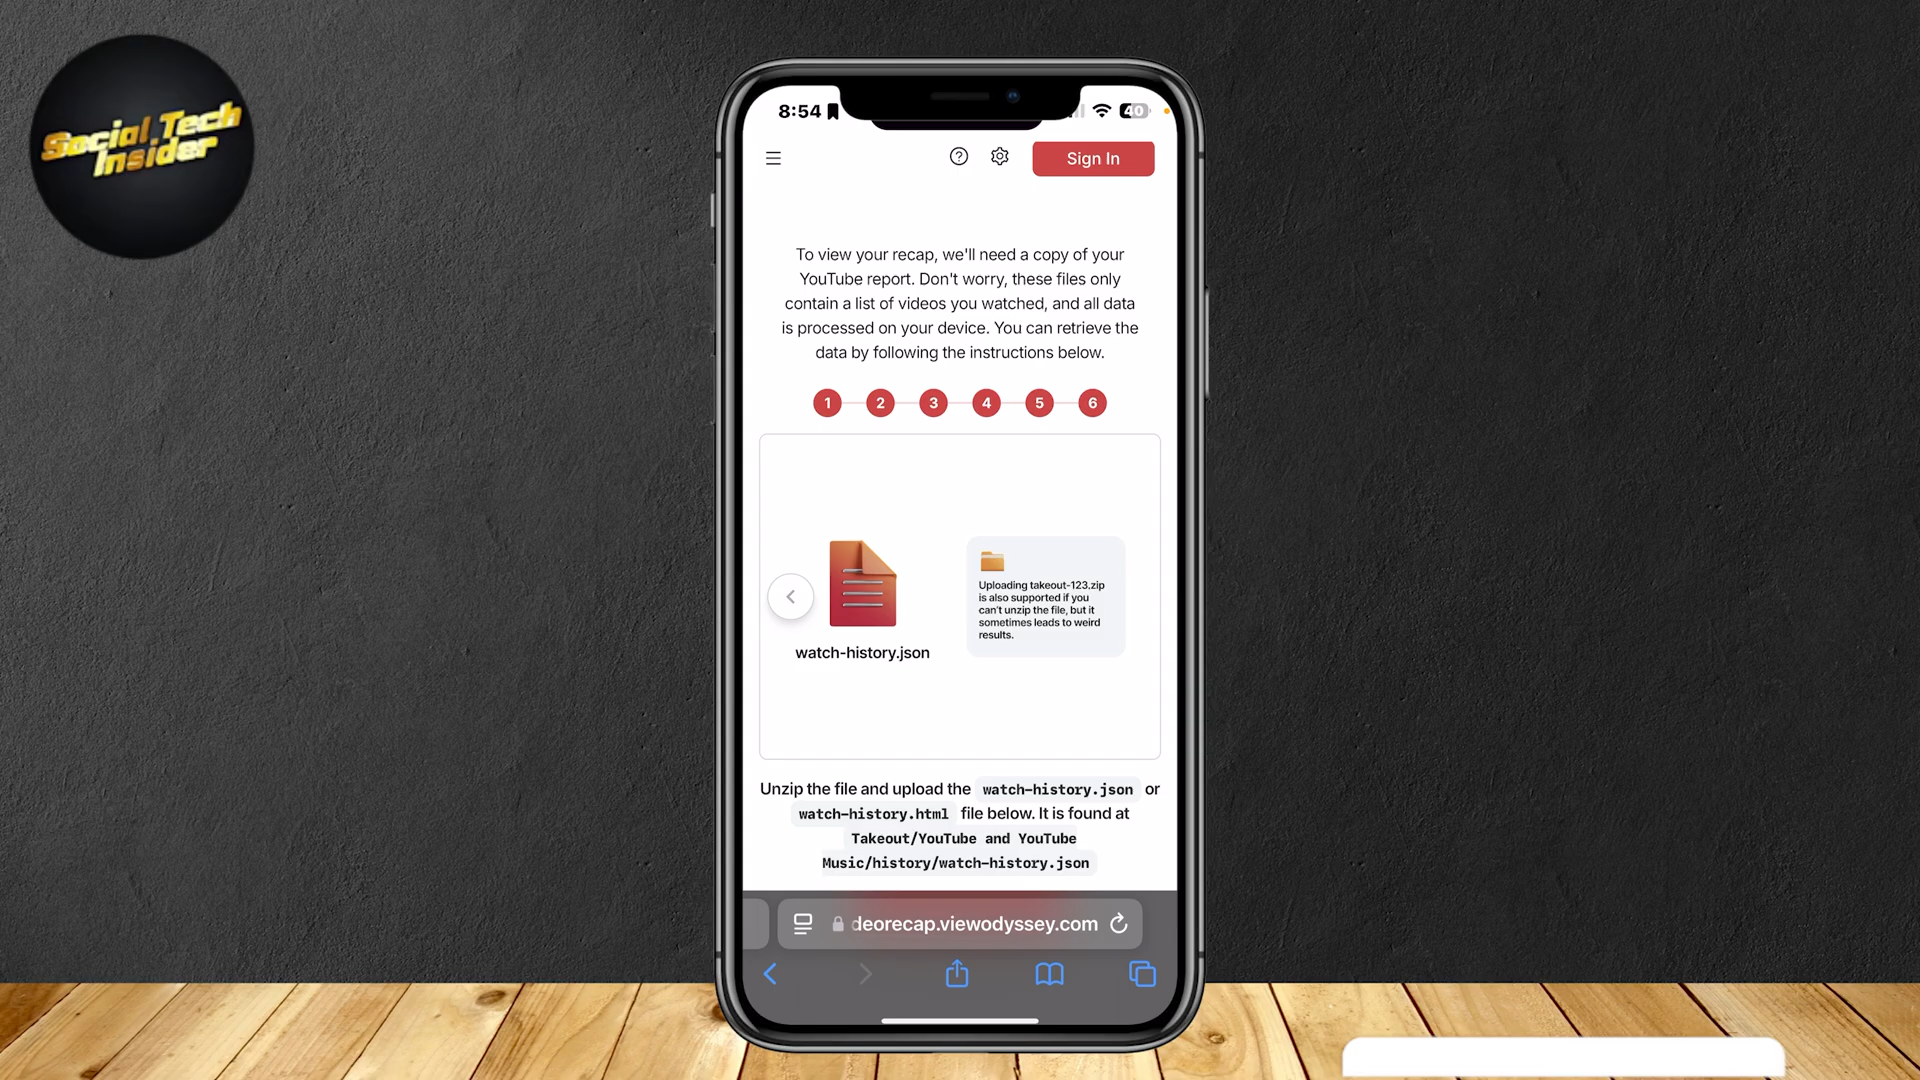 Social Tech
Insider
8:54
40
Sign In
To view your recap, we'll need a copy of your
YouTube report. Don't worry, these files only
contain a list of videos you watched, and all data
is processed on your device. You can retrieve the
data by following the instructions below.
1 2 3 4 5 6
watch-history.json
Uploading takeout-123.zip
is also supported if you
can't unzip the file, but it
sometimes leads to weird
results.
Unzip the file and upload the watch-history.json or
watch-history.html file below. It is found at
Takeout/YouTube and YouTube
Music/history/watch-history.json
deorecap.viewodyssey.com